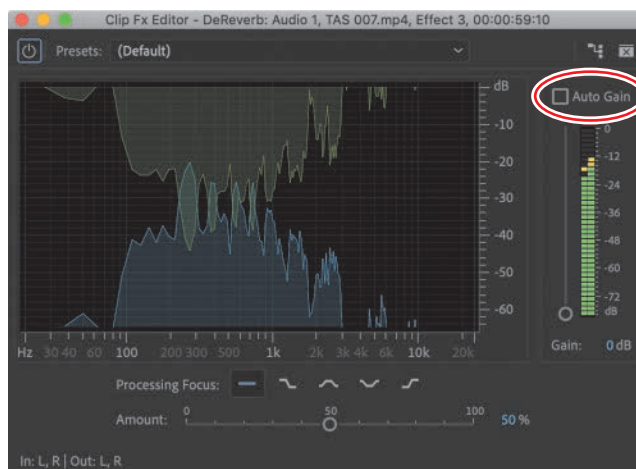 Clip Fx Editor - DeReverb: Audio 1, TAS 007.mp4, Effect 3, 00:00:59:10
Presets: (Default)
dB
-10
-20
-30
-40
-50
-60
Hz 30 40 60 100 200 300 500 1k 2k 3k 4k 6k 10k 20k
Auto Gain
0
-12
-24
-36
-48
-60
-72
dB
Gain: 0 dB
Processing Focus:
Amount: 0 50 100 50 %
In: L, R | Out: L, R